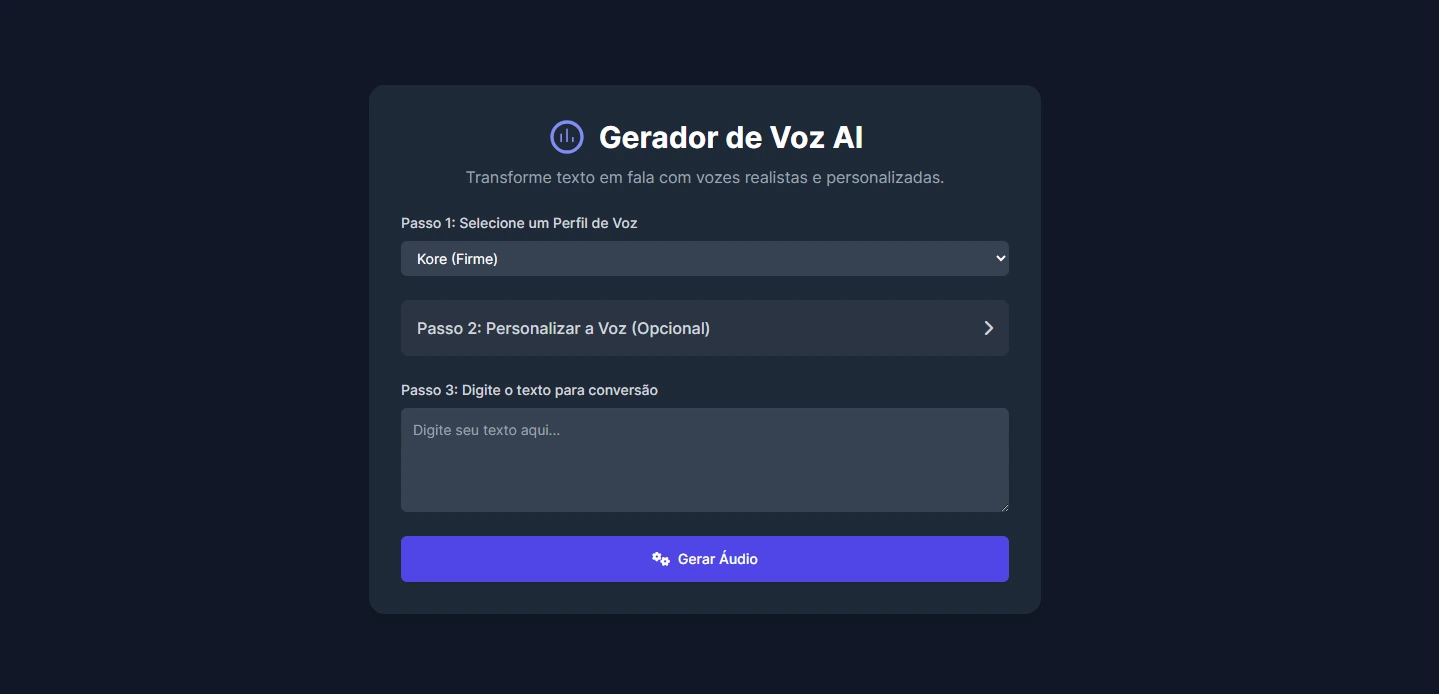 Gerador de Voz AI
Transforme texto em fala com vozes realistas e personalizadas.
Passo 1: Selecione um Perfil de Voz
Kore (Firme)
Passo 2: Personalizar a Voz (Opcional)
Passo 3: Digite o texto para conversão
Digite seu texto aqui...
Gerar Áudio